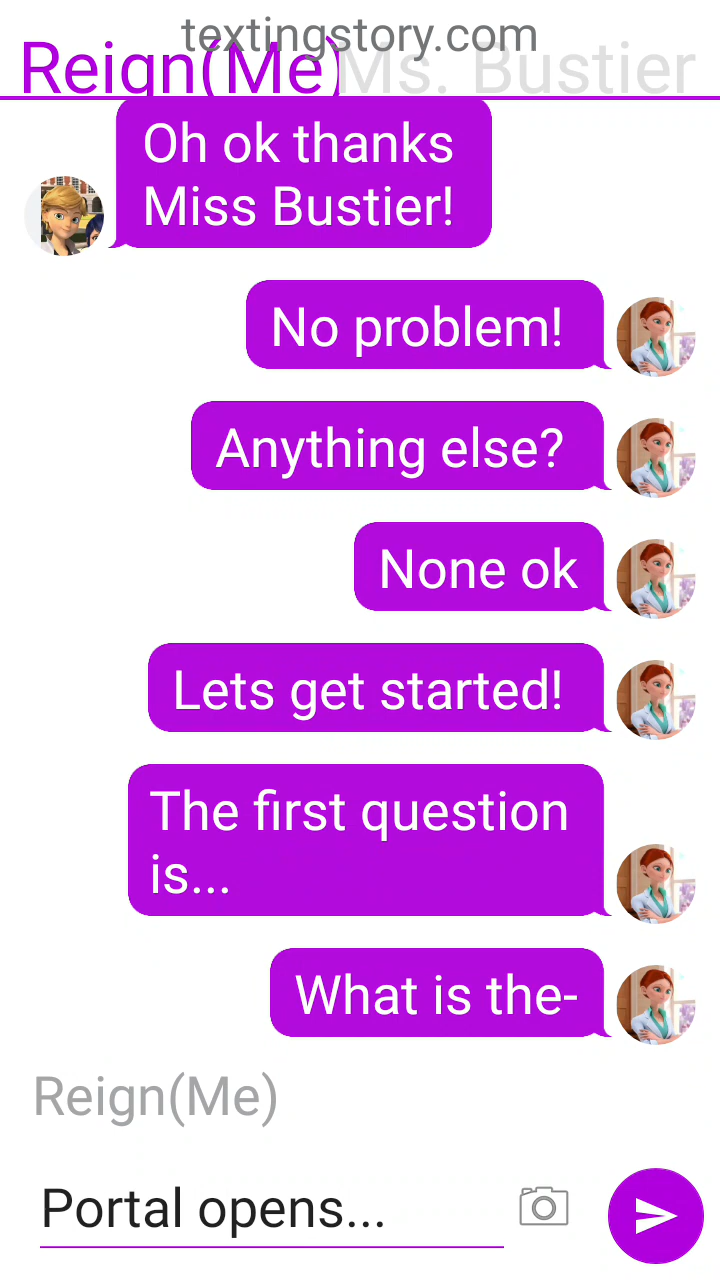 textingstory.com
Reign(Me) Ms. Bustier
Oh ok thanks
Miss Bustier!
No problem!
Anything else?
None ok
Lets get started!
The first question
is...
What is the-
Reign(Me)
Portal opens...